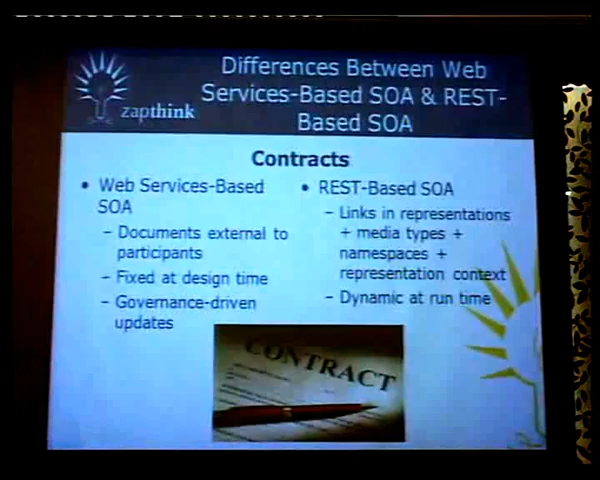 Differences Between Web
Services-Based SOA & REST-
Based SOA
zapthink
Contracts
• Web Services-Based
SOA
– Documents external to
participants
– Fixed at design time
– Governance-driven
updates
• REST-Based SOA
– Links in representations
+ media types +
namespaces +
representation context
– Dynamic at run time
CONTRACT